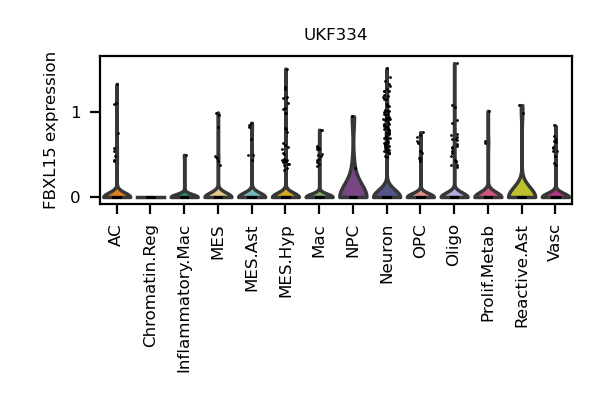 UKF334
FBXL15 expression
1
0
AC
Chromatin.Reg
Inflammatory.Mac
MES
MES.Ast
MES.Hyp
Mac
NPC
Neuron
OPC
Oligo
Prolif.Metab
Reactive.Ast
Vasc